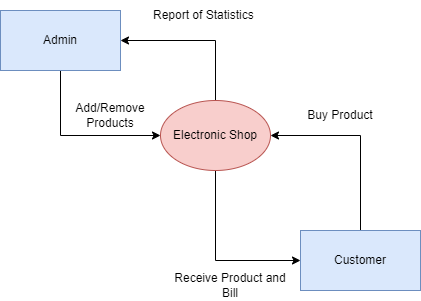 Report of Statistics
Admin
Add/Remove
Products
Electronic Shop
Buy Product
Customer
Receive Product and
Bill